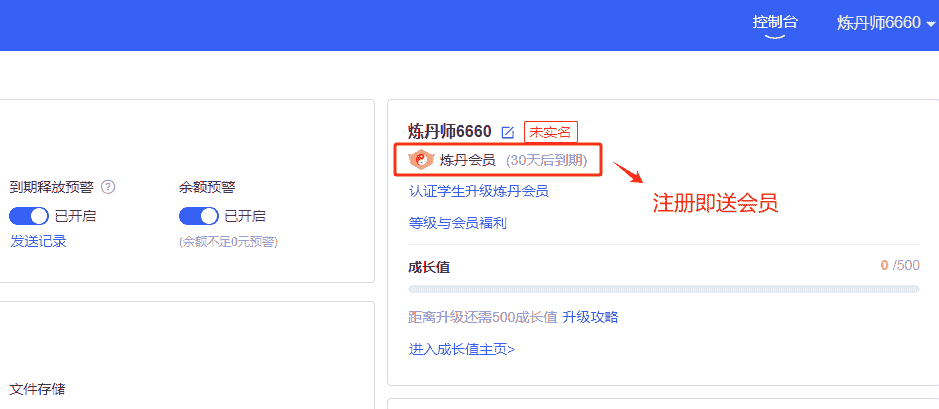 控制台
炼丹师6660
到期释放预警 ?
余额预警
已开启
已开启
发送记录
(余额不足0元预警)
文件存储
炼丹师6660 未实名
炼丹会员 (30天后到期)
注册即送会员
认证学生升级炼丹会员
等级与会员福利
成长值 0 /500
距离升级还需500成长值 升级攻略
进入成长值主页>